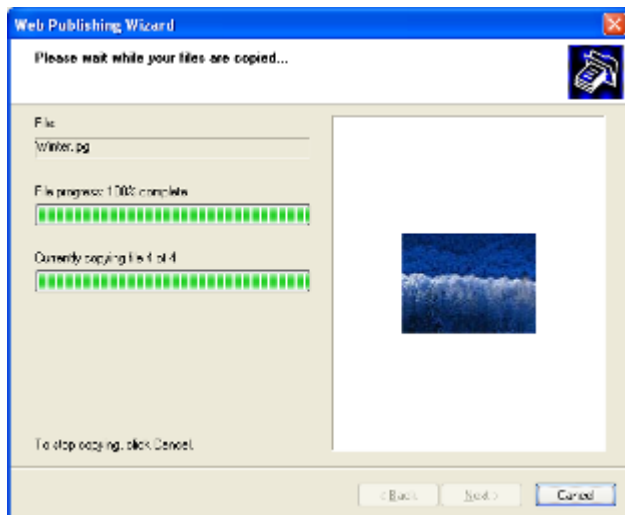 Web Publishing Wizard
Please wait while your files are copied...
File:
Winter.jpg
File progress: 100% complete
Currently copying file 4 of 4
To stop copying, click Cancel.
< Back
Next >
Cancel